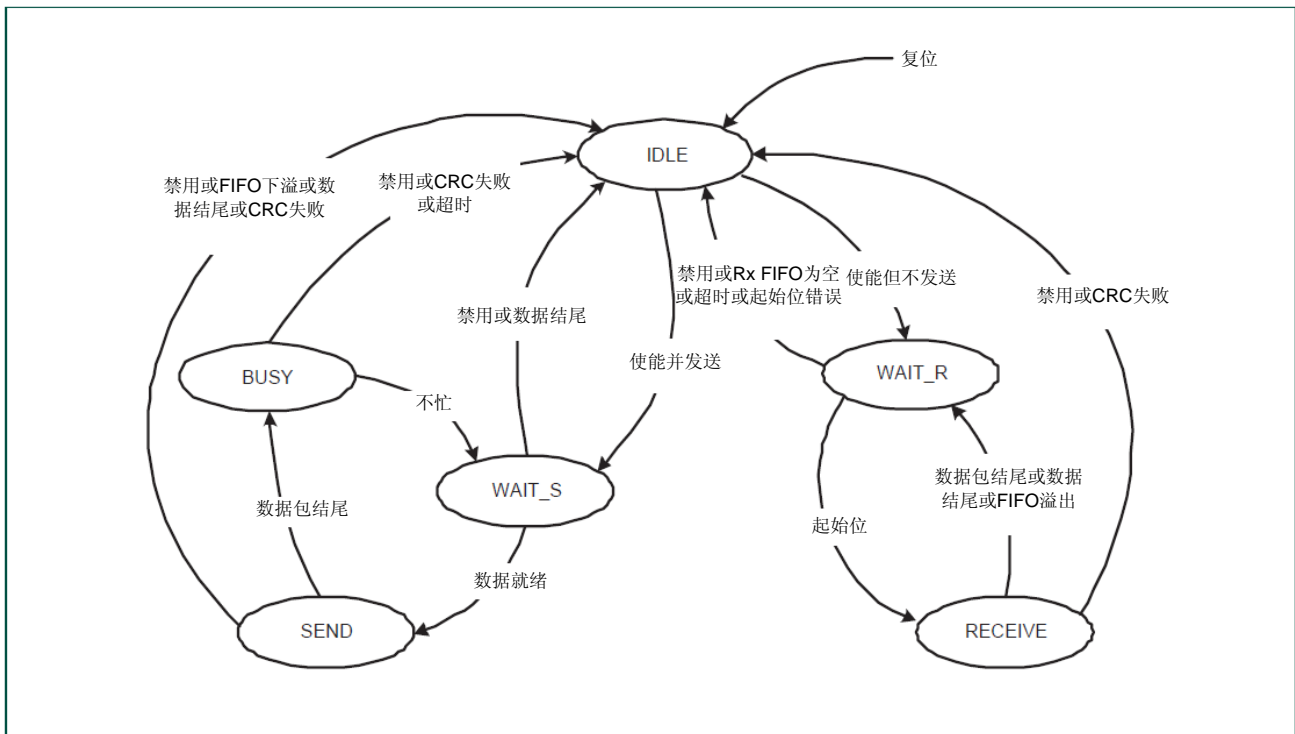 复位
IDLE
禁用或FIFO下溢或数
据结尾或CRC失败
禁用或CRC失败
或超时
禁用或Rx FIFO为空
或超时或起始位错误
使能但不发送
禁用或CRC失败
禁用或数据结尾
使能并发送
BUSY
WAIT_R
不忙
WAIT_S
数据包结尾或数据
结尾或FIFO溢出
数据包结尾
起始位
数据就绪
SEND
RECEIVE